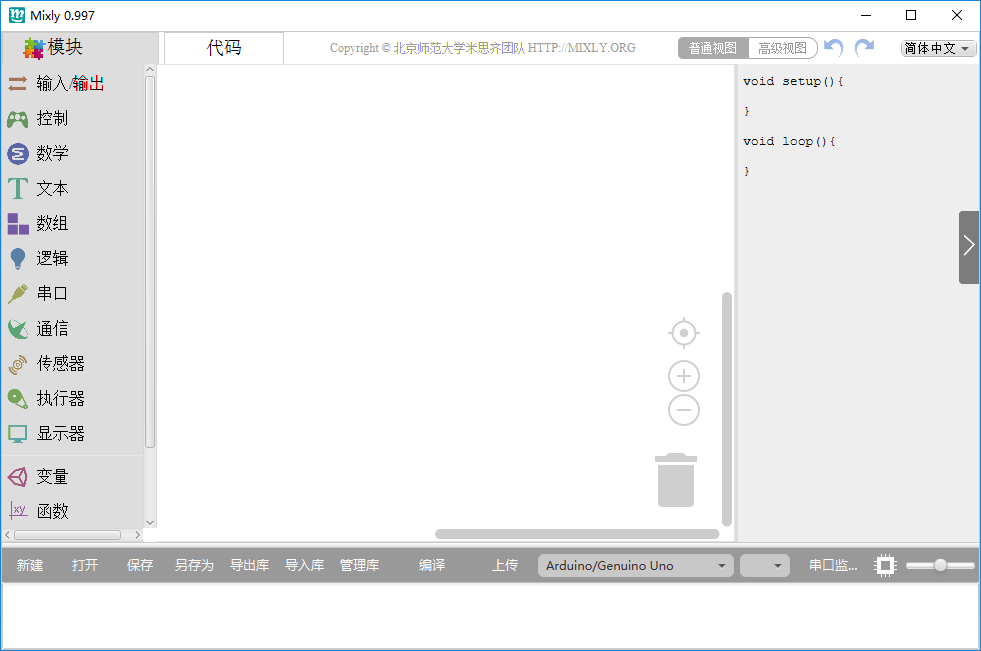 Mixly 0.997
模块
代码
Copyright © 北京师范大学米思齐团队 HTTP://MIXLY.ORG
普通视图
高级视图
简体中文
输入/输出
控制
数学
文本
数组
逻辑
串口
通信
传感器
执行器
显示器
xy
变量
函数
void setup(){
}
void loop(){
}
新建
打开
保存
另存为
导出库
导入库
管理库
编译
上传
Arduino/Genuino Uno
串口监...